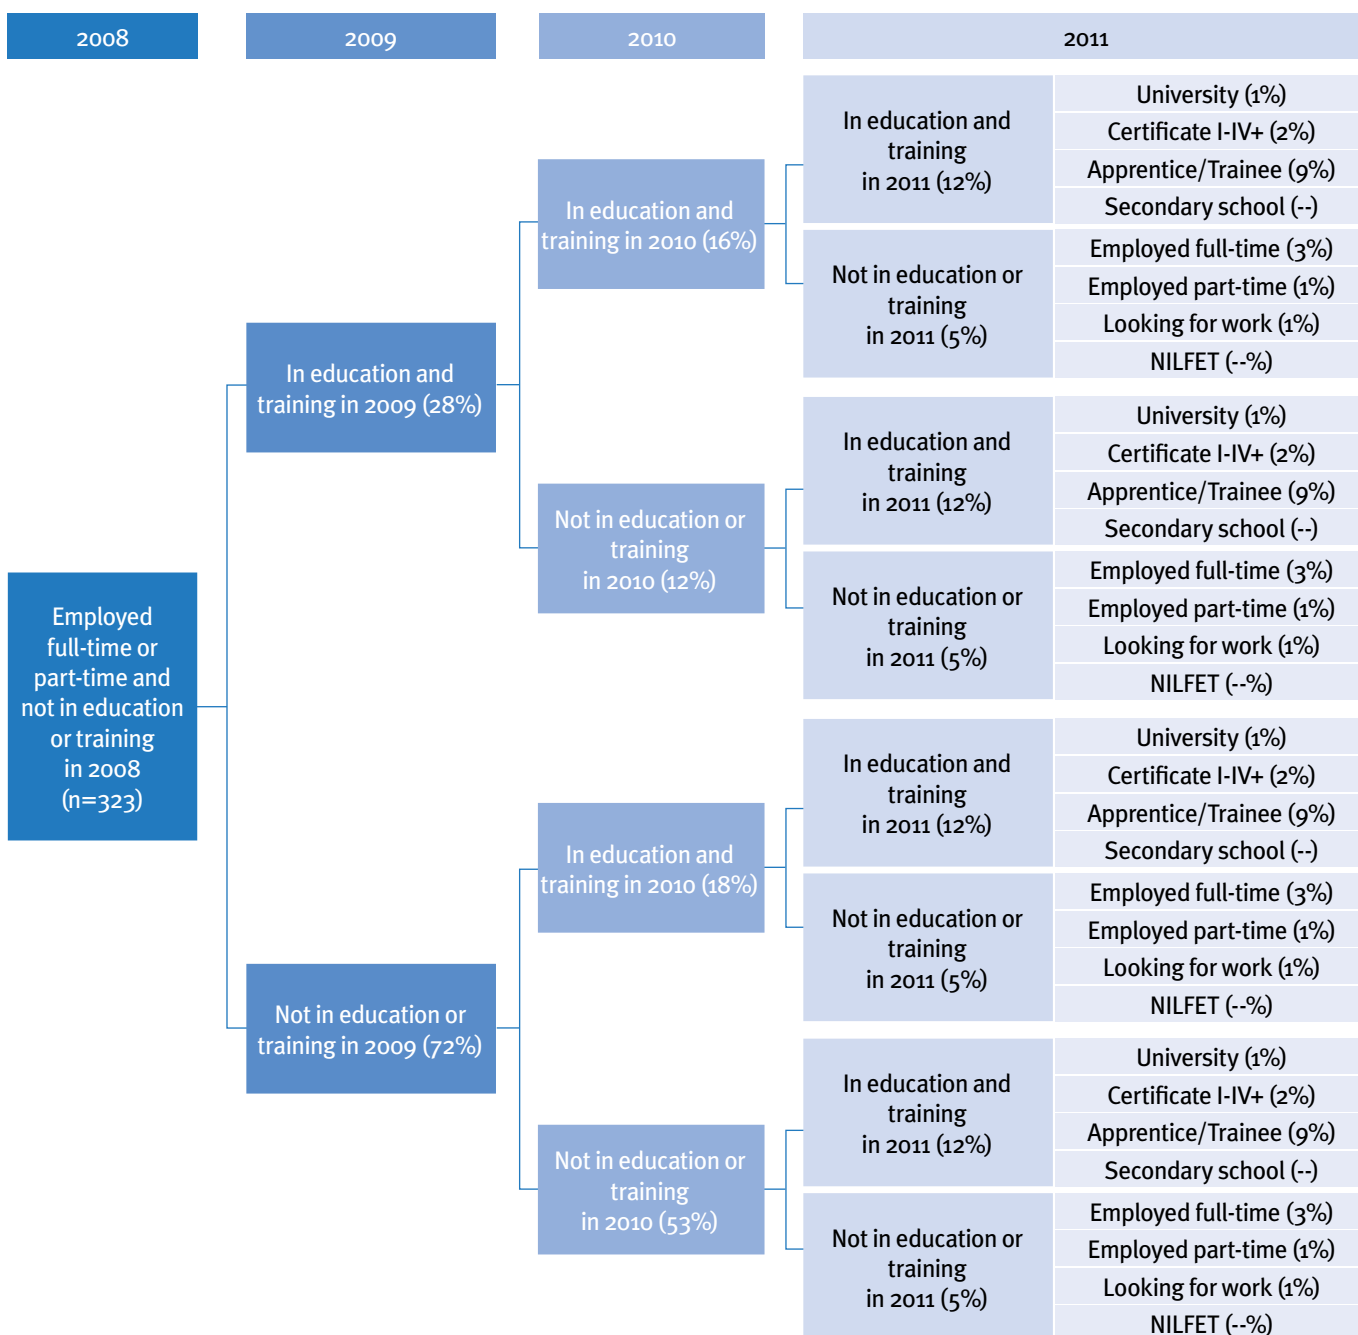 2008
2009
2010
2011
Employed
full-time or
part-time and
not in education
or training
in 2008
(n=323)
In education and
training in 2009 (28%)
Not in education or
training in 2009 (72%)
In education and
training in 2010 (16%)
Not in education or
training
in 2010 (12%)
In education and
training in 2010 (18%)
Not in education or
training
in 2010 (53%)
In education and
training
in 2011 (12%)
University (1%)
Certificate I-IV+ (2%)
Apprentice/Trainee (9%)
Secondary school (--)
Not in education or
training
in 2011 (5%)
Employed full-time (3%)
Employed part-time (1%)
Looking for work (1%)
NILFET (--%)
In education and
training
in 2011 (12%)
University (1%)
Certificate I-IV+ (2%)
Apprentice/Trainee (9%)
Secondary school (--)
Not in education or
training
in 2011 (5%)
Employed full-time (3%)
Employed part-time (1%)
Looking for work (1%)
NILFET (--%)
In education and
training
in 2011 (12%)
University (1%)
Certificate I-IV+ (2%)
Apprentice/Trainee (9%)
Secondary school (--)
Not in education or
training
in 2011 (5%)
Employed full-time (3%)
Employed part-time (1%)
Looking for work (1%)
NILFET (--%)
In education and
training
in 2011 (12%)
University (1%)
Certificate I-IV+ (2%)
Apprentice/Trainee (9%)
Secondary school (--)
Not in education or
training
in 2011 (5%)
Employed full-time (3%)
Employed part-time (1%)
Looking for work (1%)
NILFET (--%)